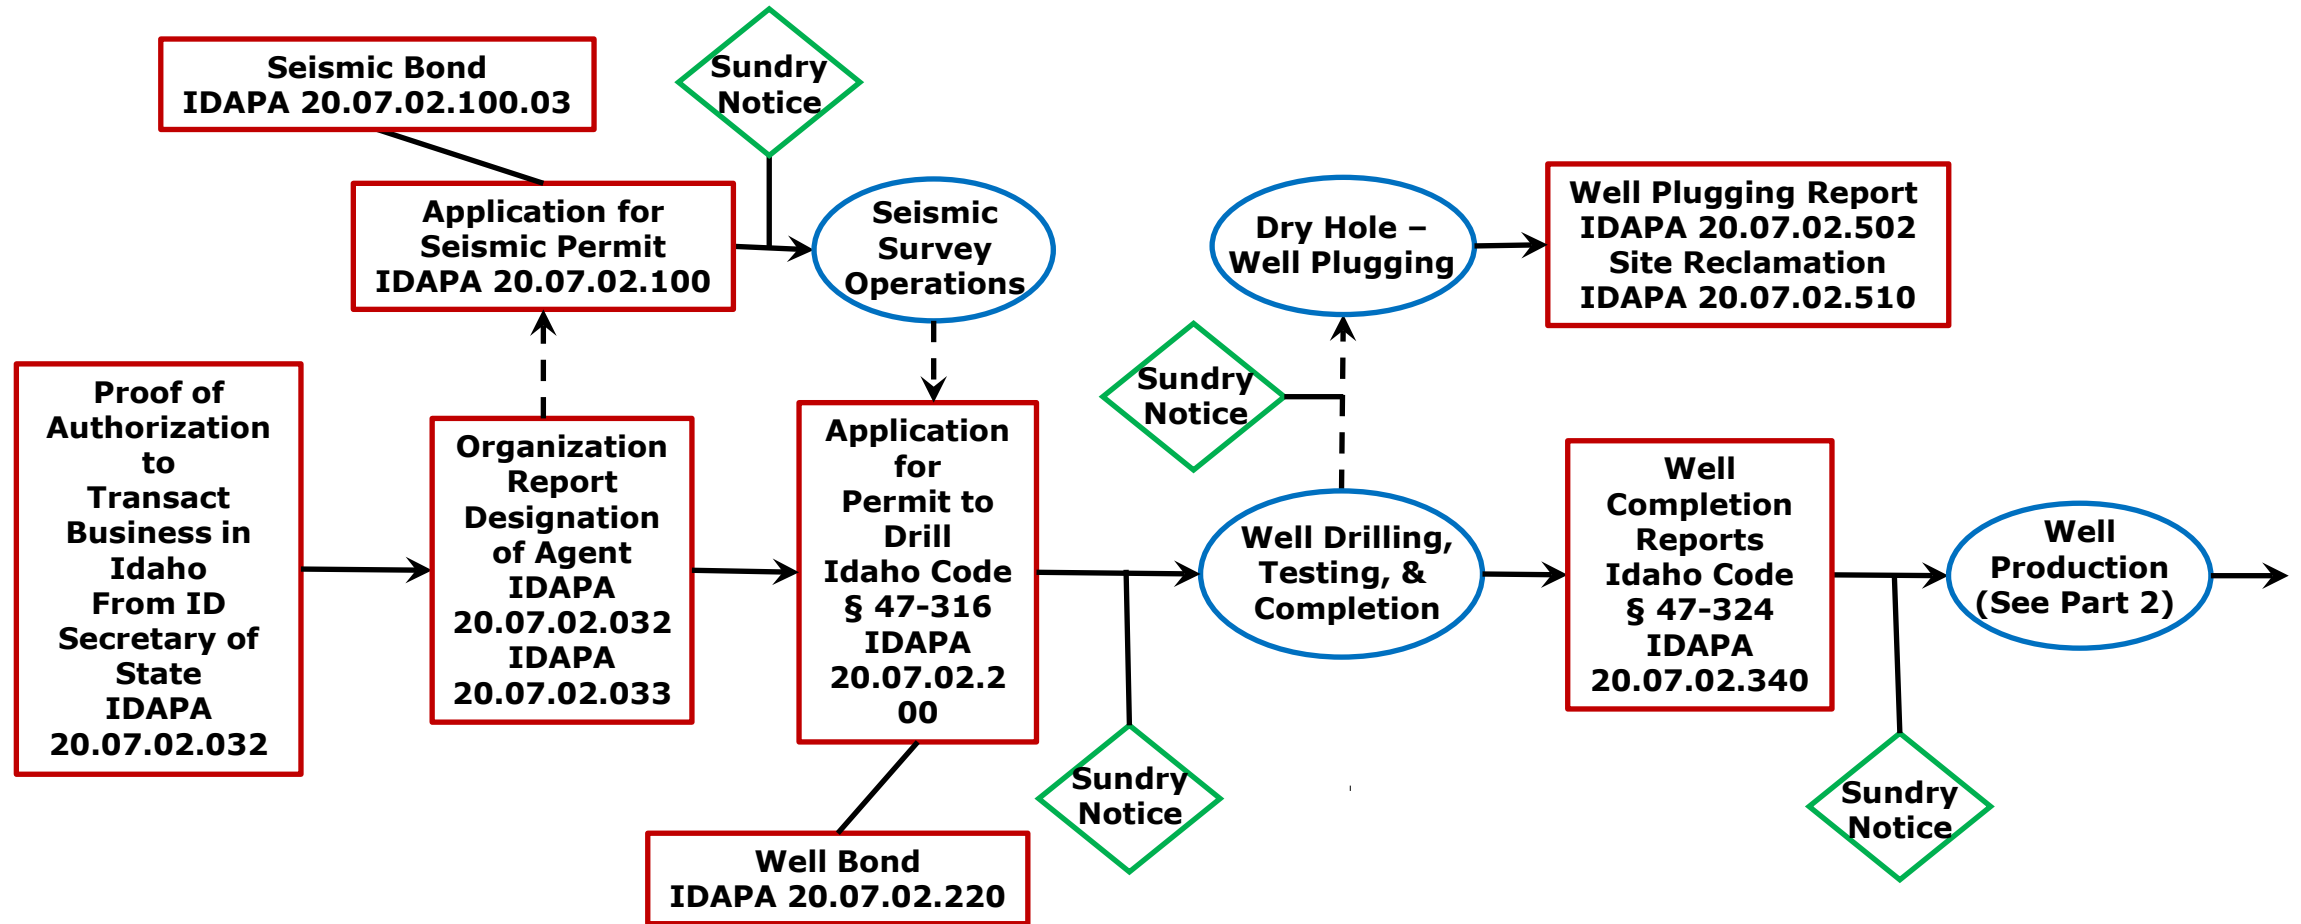 Seismic Bond
IDAPA 20.07.02.100.03
Sundry
Notice
Application for
Seismic Permit
IDAPA 20.07.02.100
Seismic
Survey
Operations
Dry Hole –
Well Plugging
Well Plugging Report
IDAPA 20.07.02.502
Site Reclamation
IDAPA 20.07.02.510
Sundry
Notice
Proof of
Authorization
to
Transact
Business in
Idaho
From ID
Secretary of
State
IDAPA
20.07.02.032
Organization
Report
Designation
of Agent
IDAPA
20.07.02.032
IDAPA
20.07.02.033
Application
for
Permit to
Drill
Idaho Code
§ 47-316
IDAPA
20.07.02.2
00
Well Drilling,
Testing, &
Completion
Well
Completion
Reports
Idaho Code
§ 47-324
IDAPA
20.07.02.340
Well
Production
(See Part 2)
Sundry
Notice
Sundry
Notice
Well Bond
IDAPA 20.07.02.220